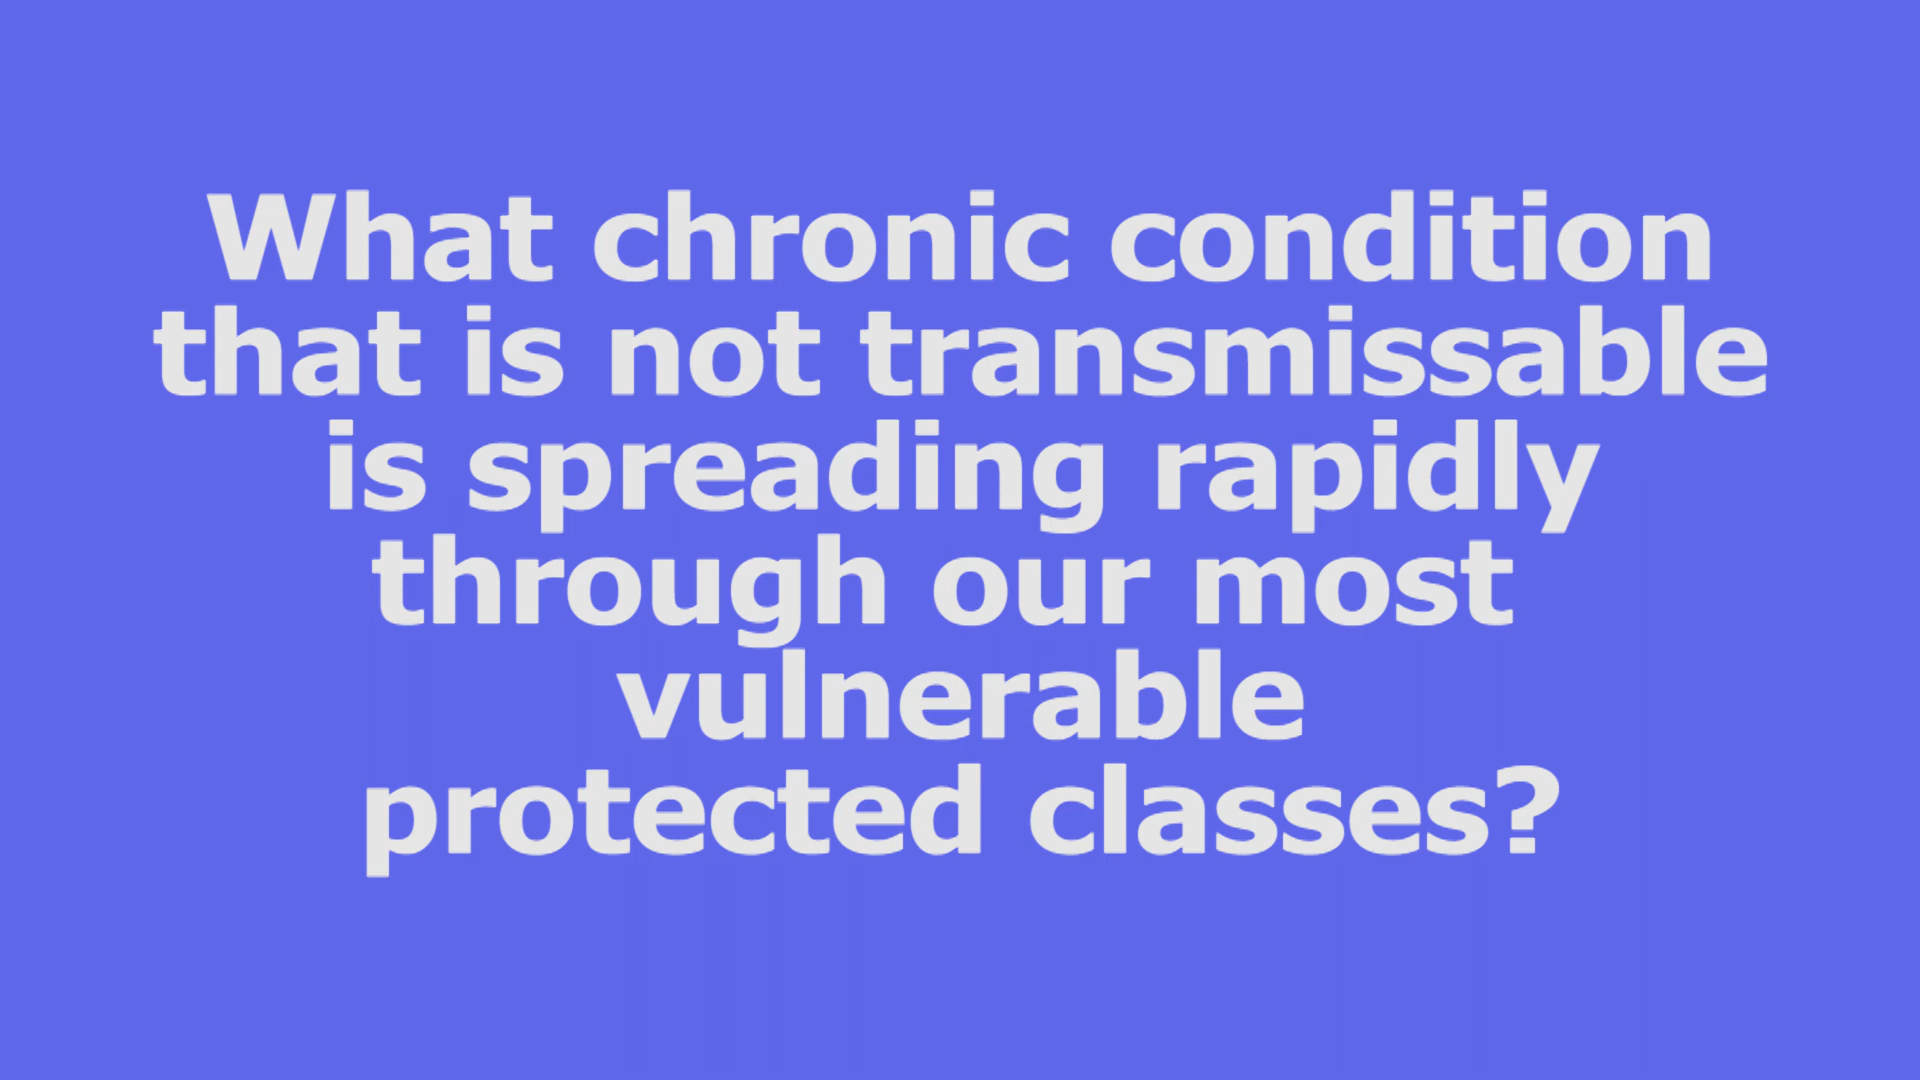 What chronic condition
that is not transmissable
is spreading rapidly
through our most
vulnerable
protected classes?